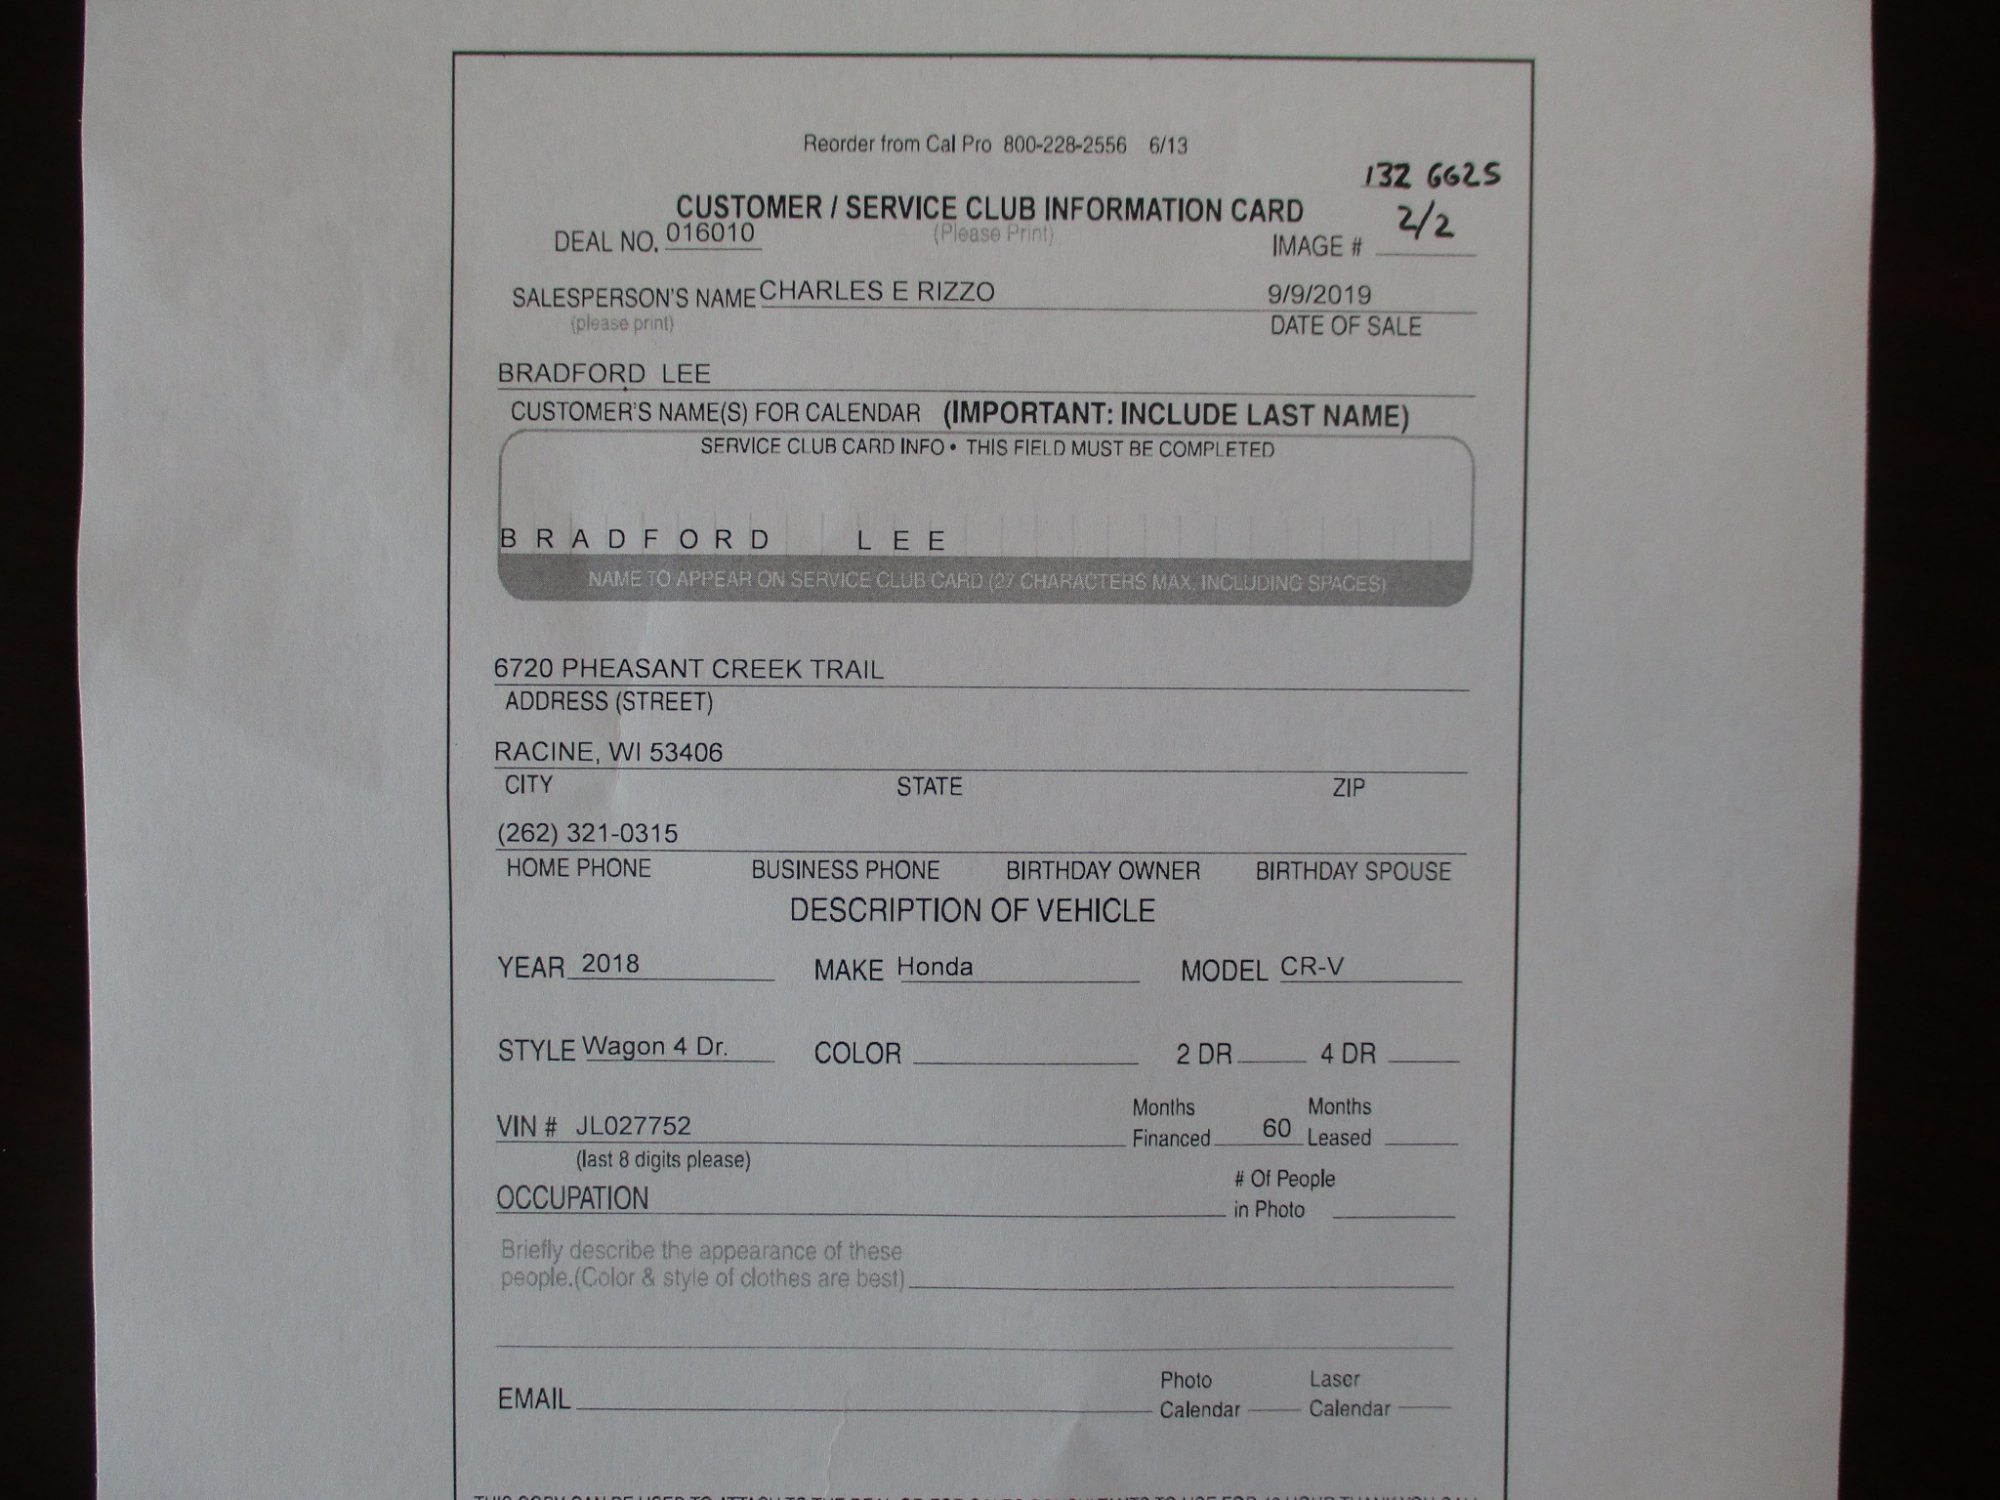 Reorder from Cal Pro 800-228-2556 6/13
132 6625
CUSTOMER / SERVICE CLUB INFORMATION CARD
2/2
DEAL NO. 016010 (Please Print) IMAGE #
SALESPERSON'S NAME CHARLES E RIZZO 9/9/2019
(please print) DATE OF SALE
BRADFORD LEE
CUSTOMER'S NAME(S) FOR CALENDAR (IMPORTANT: INCLUDE LAST NAME)
SERVICE CLUB CARD INFO • THIS FIELD MUST BE COMPLETED
BRADFORD LEE
NAME TO APPEAR ON SERVICE CLUB CARD (27 CHARACTERS MAX, INCLUDING SPACES)
6720 PHEASANT CREEK TRAIL
ADDRESS (STREET)
RACINE, WI 53406
CITY STATE ZIP
(262) 321-0315
HOME PHONE BUSINESS PHONE BIRTHDAY OWNER BIRTHDAY SPOUSE
DESCRIPTION OF VEHICLE
YEAR 2018 MAKE Honda MODEL CR-V
STYLE Wagon 4 Dr. COLOR 2 DR 4 DR
VIN # JL027752 Months Financed 60 Months Leased
(last 8 digits please)
OCCUPATION # Of People in Photo
Briefly describe the appearance of these
people.(Color & style of clothes are best)
EMAIL Photo Calendar Laser Calendar